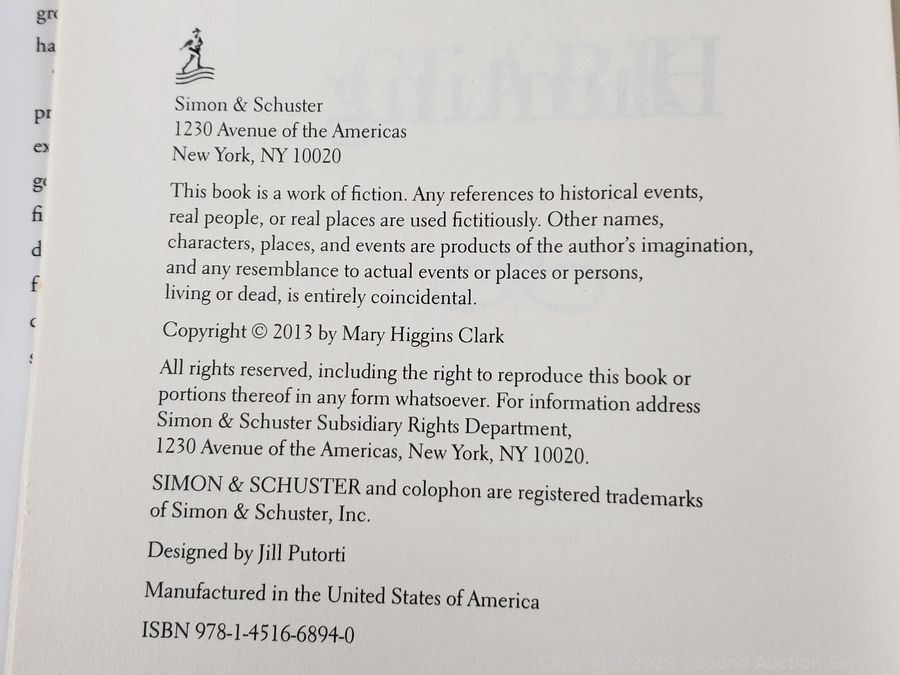 Simon & Schuster
1230 Avenue of the Americas
New York, NY 10020
This book is a work of fiction. Any references to historical events,
real people, or real places are used fictitiously. Other names,
characters, places, and events are products of the author's imagination,
and any resemblance to actual events or places or persons,
living or dead, is entirely coincidental.
Copyright © 2013 by Mary Higgins Clark
All rights reserved, including the right to reproduce this book or
portions thereof in any form whatsoever. For information address
Simon & Schuster Subsidiary Rights Department,
1230 Avenue of the Americas, New York, NY 10020.
SIMON & SCHUSTER and colophon are registered trademarks
of Simon & Schuster, Inc.
Designed by Jill Putorti
Manufactured in the United States of America
ISBN 978-1-4516-6894-0
Copyright 2026 - Sound Auction Ser